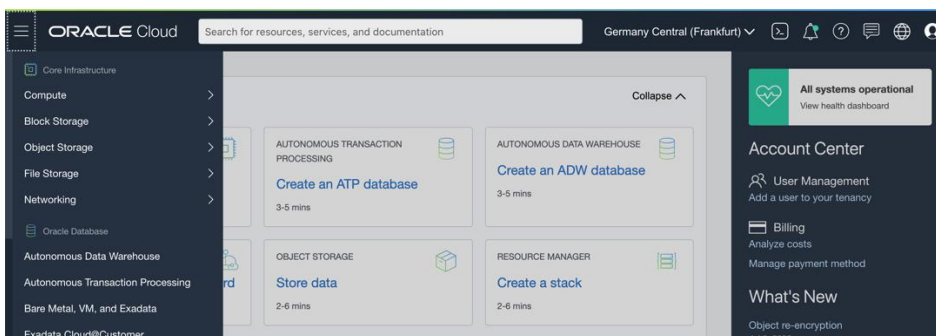 ORACLE Cloud
Search for resources, services, and documentation
Germany Central (Frankfurt)
Core Infrastructure
Compute
Block Storage
Object Storage
File Storage
Networking
Oracle Database
Autonomous Data Warehouse
Autonomous Transaction Processing
Bare Metal, VM, and Exadata
Exadata Cloud@Customer
Collapse
AUTONOMOUS TRANSACTION
PROCESSING
Create an ATP database
3-5 mins
AUTONOMOUS DATA WAREHOUSE
Create an ADW database
3-5 mins
rd
OBJECT STORAGE
Store data
2-6 mins
RESOURCE MANAGER
Create a stack
2-6 mins
All systems operational
View health dashboard
Account Center
User Management
Add a user to your tenancy
Billing
Analyze costs
Manage payment method
What's New
Object re-encryption